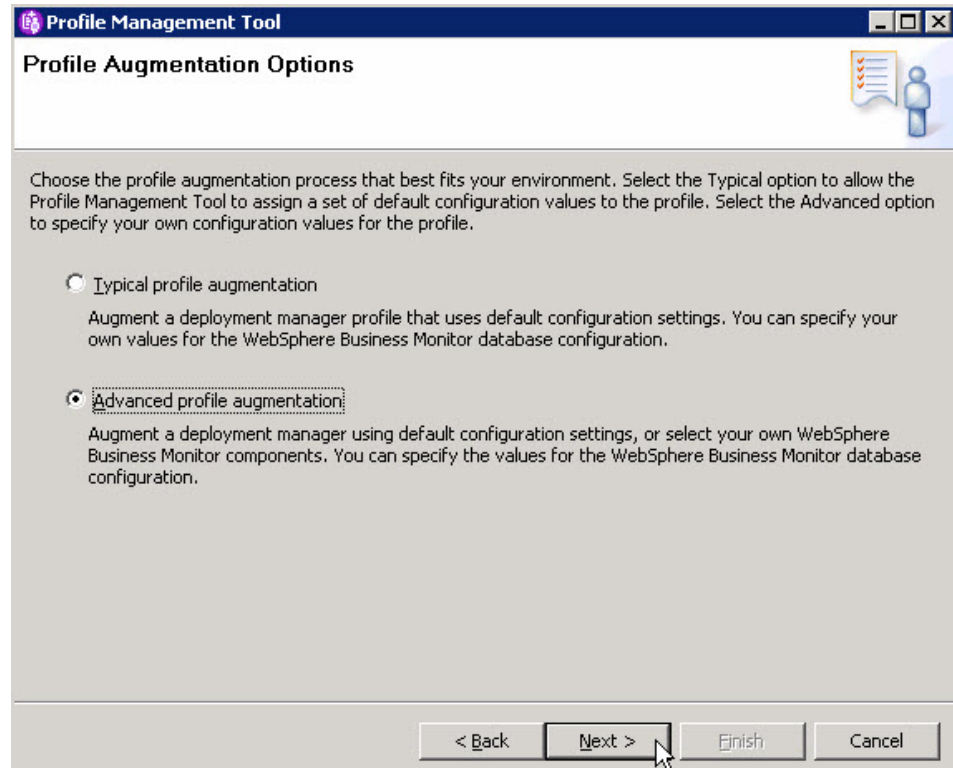 Profile Management Tool
Profile Augmentation Options
Choose the profile augmentation process that best fits your environment. Select the Typical option to allow the
Profile Management Tool to assign a set of default configuration values to the profile. Select the Advanced option
to specify your own configuration values for the profile.
Typical profile augmentation
Augment a deployment manager profile that uses default configuration settings. You can specify your
own values for the WebSphere Business Monitor database configuration.
Advanced profile augmentation
Augment a deployment manager using default configuration settings, or select your own WebSphere
Business Monitor components. You can specify the values for the WebSphere Business Monitor database
configuration.
< Back Next > Finish Cancel